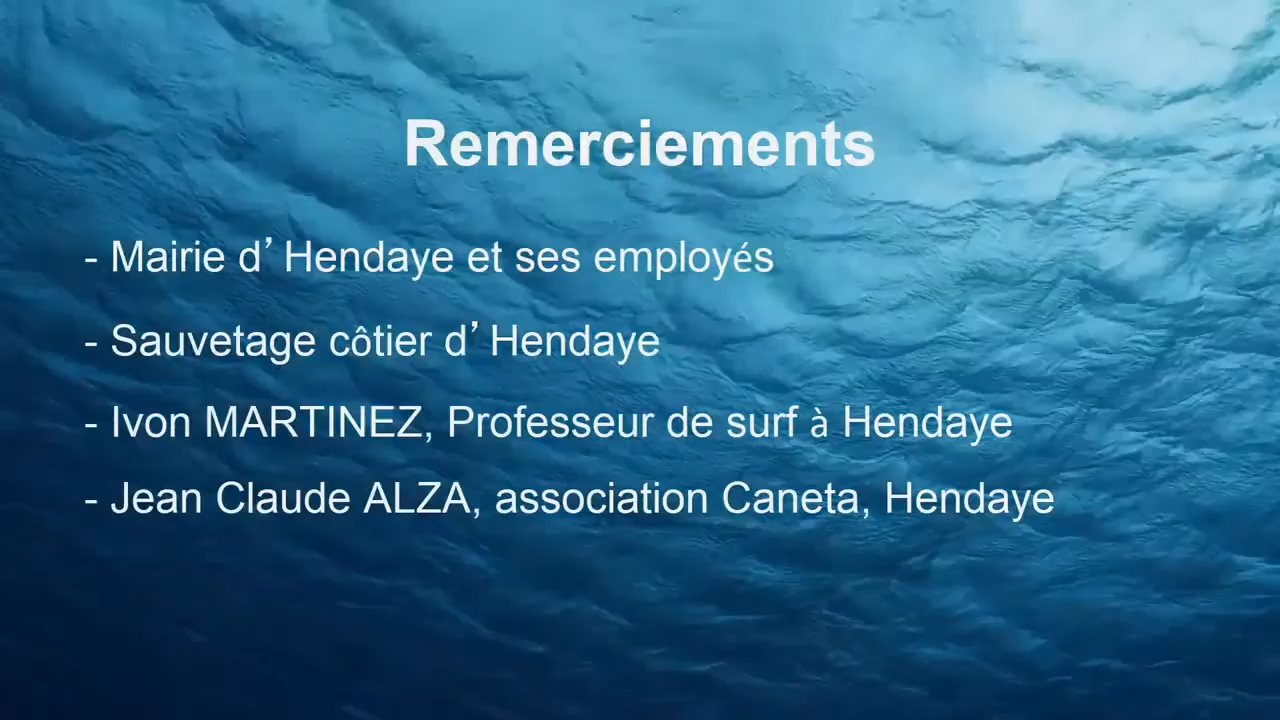 Remerciements
- Mairie d’ Hendaye et ses employés
- Sauvetage côtier d’ Hendaye
- Ivon MARTINEZ, Professeur de surf à Hendaye
- Jean Claude ALZA, association Caneta, Hendaye